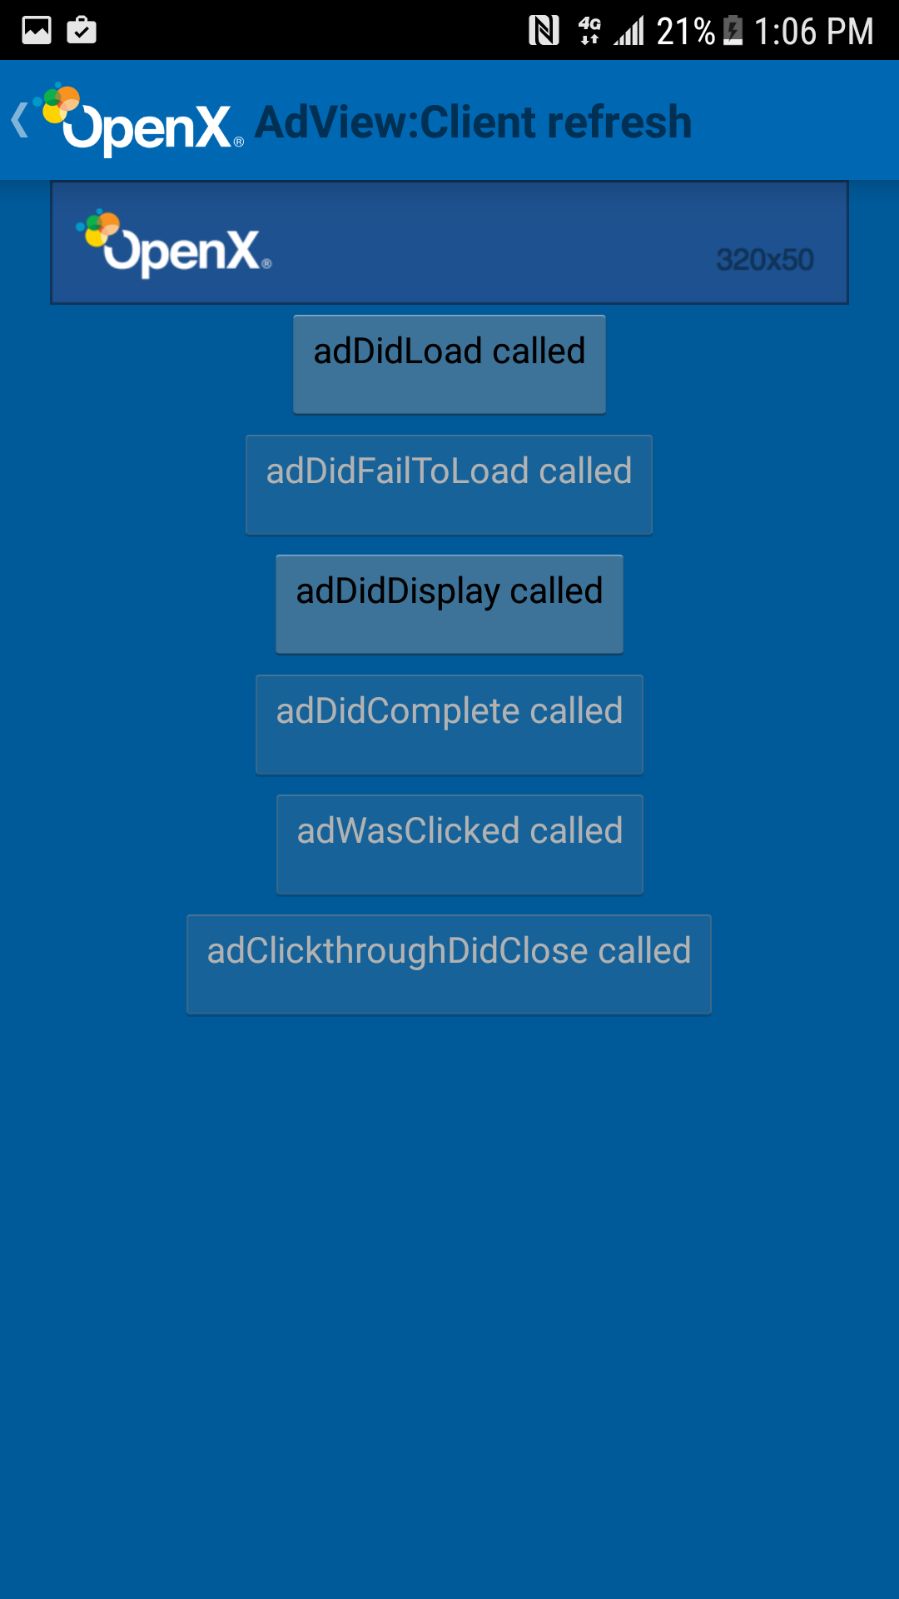 4G 21% 1:06 PM
OpenX® AdView:Client refresh
OpenX®
320x50
adDidLoad called
adDidFailToLoad called
adDidDisplay called
adDidComplete called
adWasClicked called
adClickthroughDidClose called